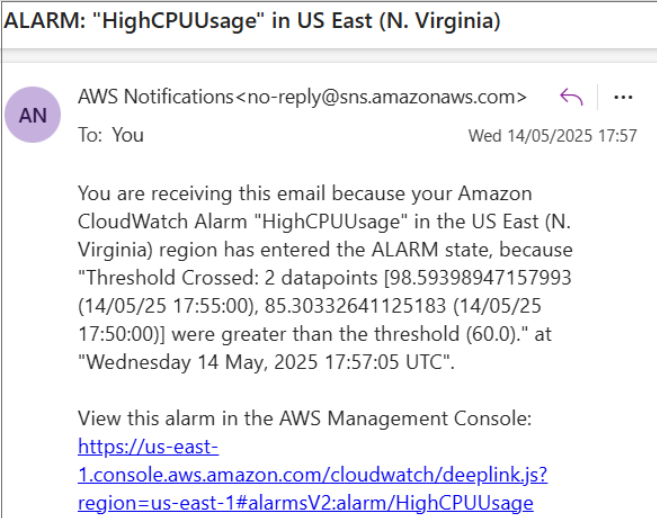 ALARM: "HighCPUUsage" in US East (N. Virginia)
AN
AWS Notifications<no-reply@sns.amazonaws.com>
To: You
Wed 14/05/2025 17:57
You are receiving this email because your Amazon
CloudWatch Alarm "HighCPUUsage" in the US East (N.
Virginia) region has entered the ALARM state, because
"Threshold Crossed: 2 datapoints [98.59398947157993
(14/05/25 17:55:00), 85.30332641125183 (14/05/25
17:50:00)] were greater than the threshold (60.0)." at
"Wednesday 14 May, 2025 17:57:05 UTC".
View this alarm in the AWS Management Console:
https://us-east-
1.console.aws.amazon.com/cloudwatch/deeplink.js?
region=us-east-1#alarmsV2:alarm/HighCPUUsage